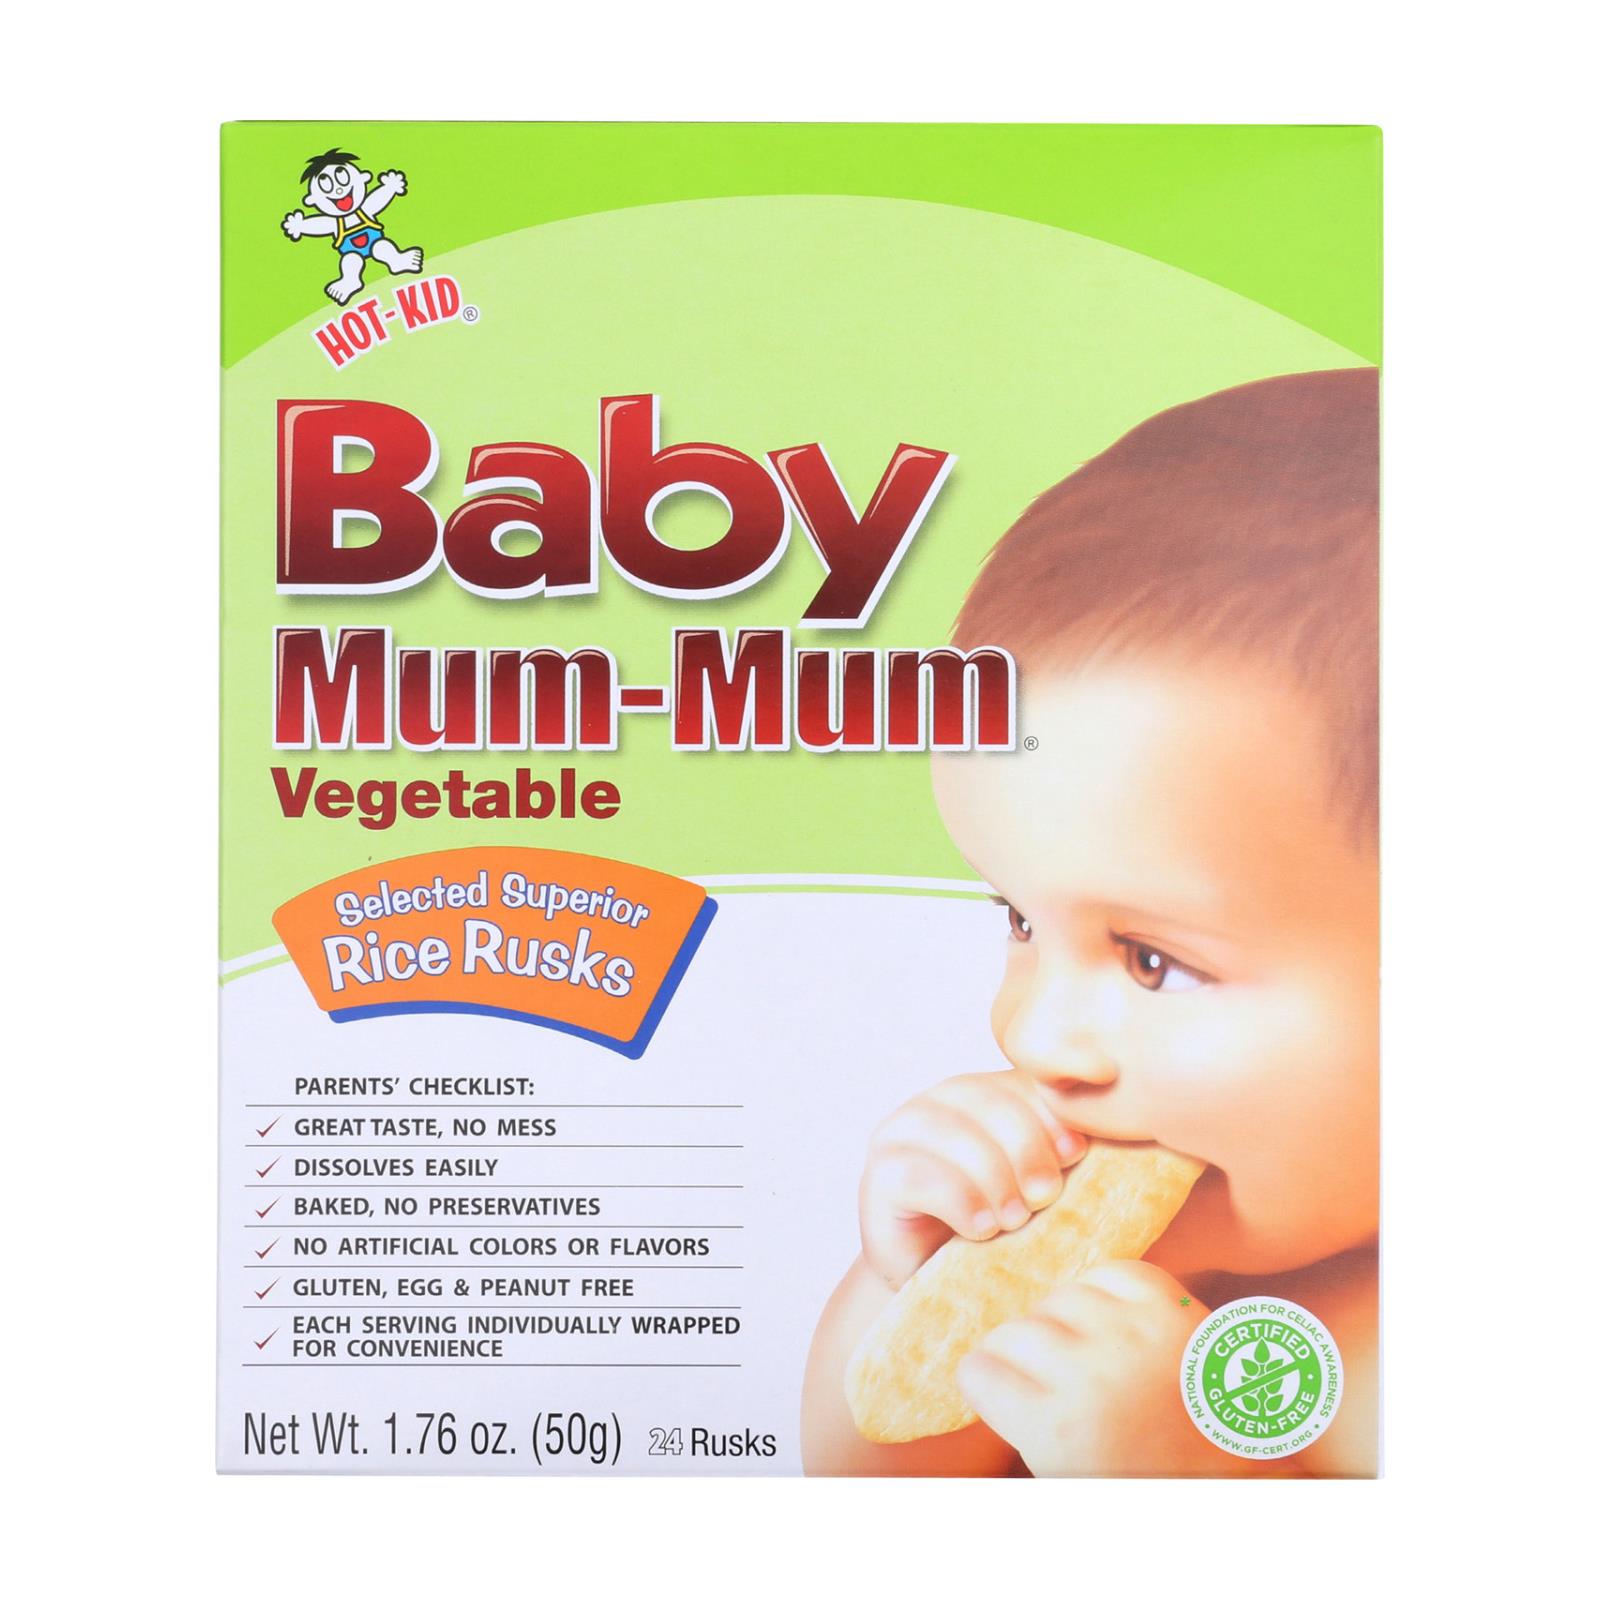 HOT-KID®
Baby
Mum-Mum®
Vegetable
Selected Superior
Rice Rusks
PARENTS' CHECKLIST:
GREAT TASTE, NO MESS
DISSOLVES EASILY
BAKED, NO PRESERVATIVES
NO ARTIFICIAL COLORS OR FLAVORS
GLUTEN, EGG & PEANUT FREE
EACH SERVING INDIVIDUALLY WRAPPED
FOR CONVENIENCE
Net Wt. 1.76 oz. (50g) 24 Rusks
*
NATIONAL FOUNDATION FOR CELIAC AWARENESS
CERTIFIED
GLUTEN-FREE
• WWW.GF-CERT.ORG •